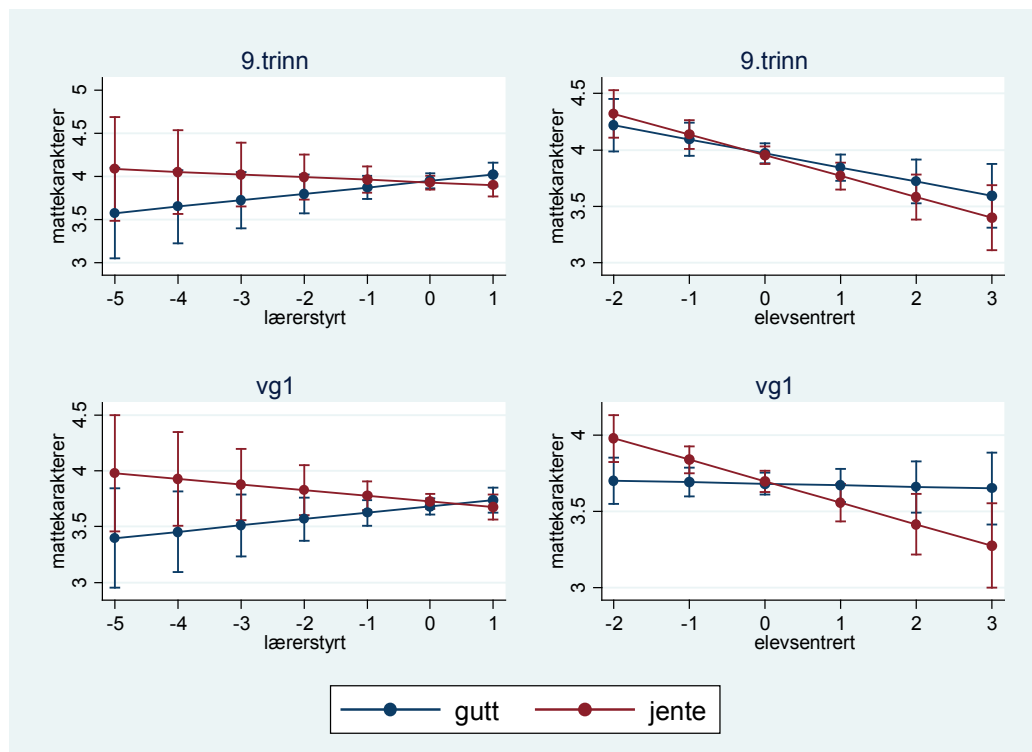 9.trinn
mattekarakterer
5
4.5
4
3.5
3
-5 -4 -3 -2 -1 0 1
lærerstyrt
9.trinn
mattekarakterer
4.5
4
3.5
3
-2 -1 0 1 2 3
elevsentrert
vg1
mattekarakterer
4.5
4
3.5
3
-5 -4 -3 -2 -1 0 1
lærerstyrt
vg1
mattekarakterer
4
3.5
3
-2 -1 0 1 2 3
elevsentrert
gutt jente